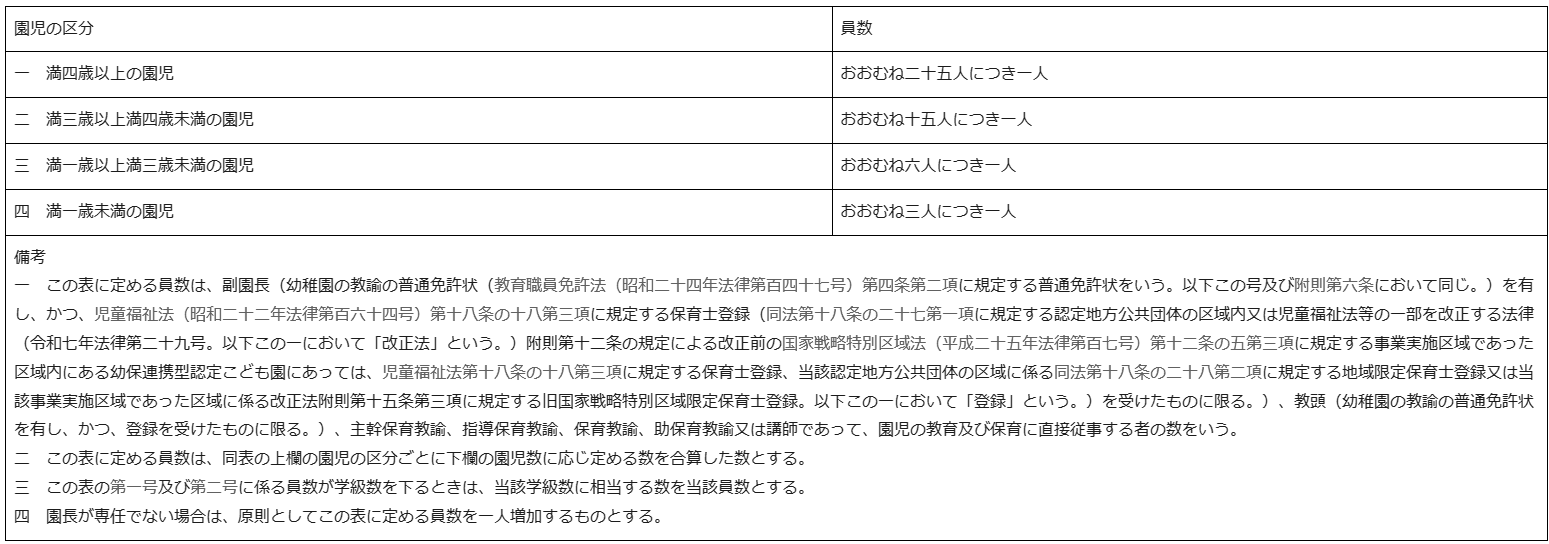 園児の区分 員数
一　満四歳以上の園児 おおむね二十五人につき一人
二　満三歳以上満四歳未満の園児 おおむね十五人につき一人
三　満一歳以上満三歳未満の園児 おおむね六人につき一人
四　満一歳未満の園児 おおむね三人につき一人
備考
一　この表に定める員数は、副園長（幼稚園の教諭の普通免許状（教育職員免許法（昭和二十四年法律第百四十七号）第四条第二項に規定する普通免許状をいう。以下この号及び附則第六条において同じ。）を有
し、かつ、児童福祉法（昭和二十二年法律第百六十四号）第十八条の十八第三項に規定する保育士登録（同法第十八条の二十七第一項に規定する認定地方公共団体の区域内又は児童福祉法等の一部を改正する法律
（令和七年法律第二十九号。以下この一において「改正法」という。）附則第十二条の規定による改正前の国家戦略特別区域法（平成二十五年法律第百七号）第十二条の五第三項に規定する事業実施区域であった
区域内にある幼保連携型認定こども園にあっては、児童福祉法第十八条の十八第三項に規定する保育士登録、当該認定地方公共団体の区域に係る同法第十八条の二十八第二項に規定する地域限定保育士登録又は当
該事業実施区域であった区域に係る改正法附則第十五条第三項に規定する旧国家戦略特別区域限定保育士登録。以下この一において「登録」という。）を受けたものに限る。）、教頭（幼稚園の教諭の普通免許状
を有し、かつ、登録を受けたものに限る。）、主幹保育教諭、指導保育教諭、保育教諭、助保育教諭又は講師であって、園児の教育及び保育に直接従事する者の数をいう。
二　この表に定める員数は、同表の上欄の園児の区分ごとに下欄の園児数に応じ定める数を合算した数とする。
三　この表の第一号及び第二号に係る員数が学級数を下るときは、当該学級数に相当する数を当該員数とする。
四　園長が専任でない場合は、原則としてこの表に定める員数を一人増加するものとする。